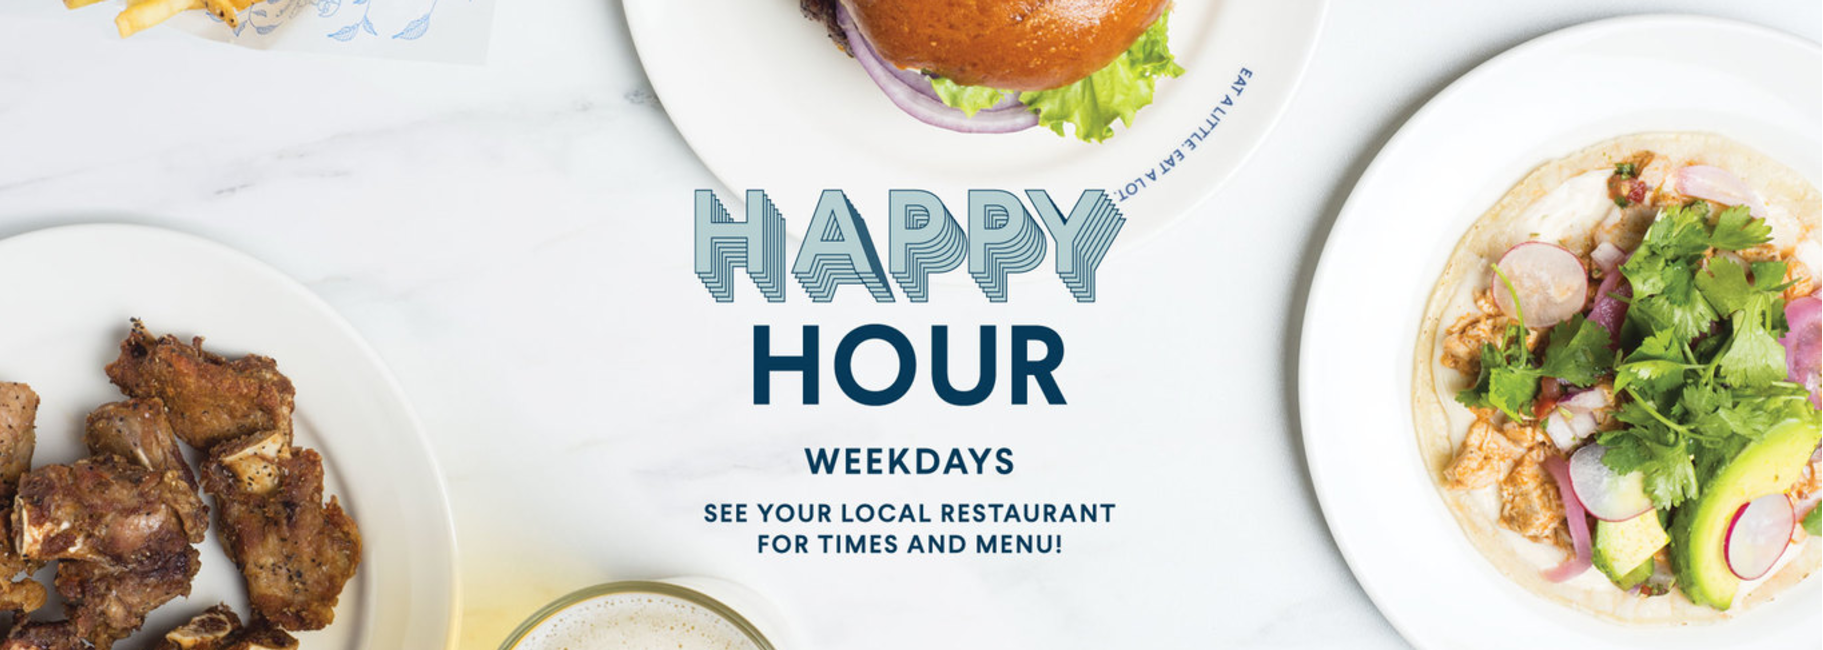 EAT A LITTLE. EAT A LOT.
HAPPY
HOUR
WEEKDAYS
SEE YOUR LOCAL RESTAURANT
FOR TIMES AND MENU!